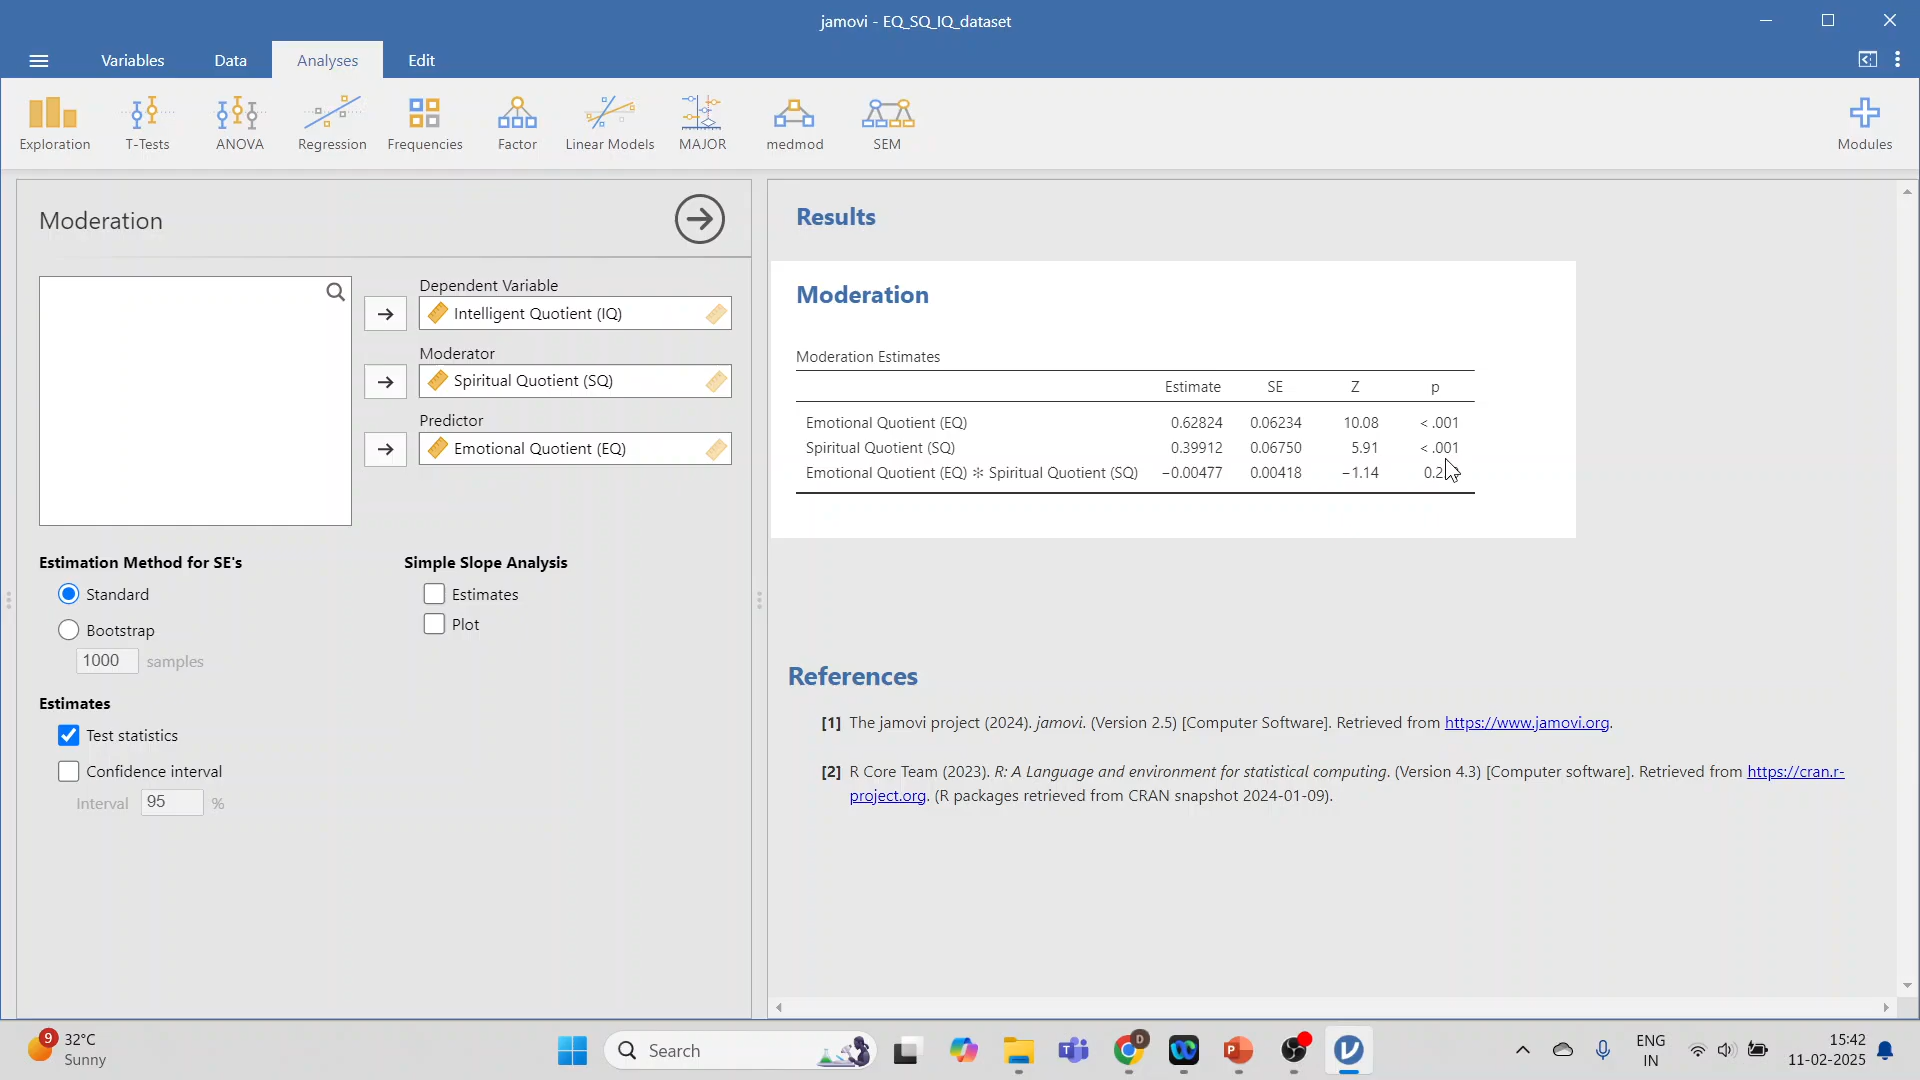 jamovi - EQ_SQ_IQ_dataset
Variables Data Analyses Edit
Exploration T-Tests ANOVA Regression Frequencies Factor Linear Models MAJOR medmod SEM Modules
Moderation
Dependent Variable
Intelligent Quotient (IQ)
Moderator
Spiritual Quotient (SQ)
Predictor
Emotional Quotient (EQ)
Estimation Method for SE's
Standard
Bootstrap
1000 samples
Estimates
Test statistics
Confidence interval
Interval 95 %
Simple Slope Analysis
Estimates
Plot
Results
Moderation
Moderation Estimates
Estimate SE Z p
Emotional Quotient (EQ) 0.62824 0.06234 10.08 < .001
Spiritual Quotient (SQ) 0.39912 0.06750 5.91 < .001
Emotional Quotient (EQ) ✻ Spiritual Quotient (SQ) −0.00477 0.00418 −1.14
References
[1] The jamovi project (2024). jamovi. (Version 2.5) [Computer Software]. Retrieved from https://www.jamovi.org.
[2] R Core Team (2023). R: A Language and environment for statistical computing. (Version 4.3) [Computer software]. Retrieved from https://cran.r-
project.org. (R packages retrieved from CRAN snapshot 2024-01-09).
9 32°C
Sunny
Search
D
P
ENG
IN
15:42
11-02-2025